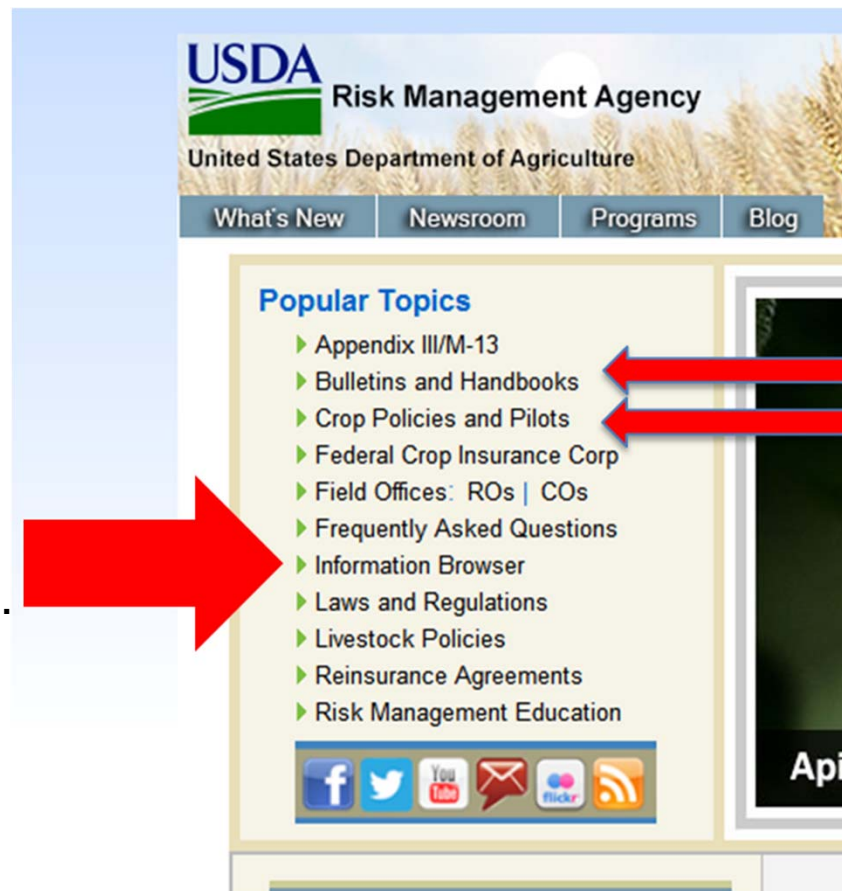 USDA
Risk Management Agency
United States Department of Agriculture
What's New Newsroom Programs Blog
Popular Topics
Appendix III/M-13
Bulletins and Handbooks
Crop Policies and Pilots
Federal Crop Insurance Corp
Field Offices: ROs | COs
Frequently Asked Questions
Information Browser
.
Laws and Regulations
Livestock Policies
Reinsurance Agreements
Risk Management Education
f You Tube flickr
Api